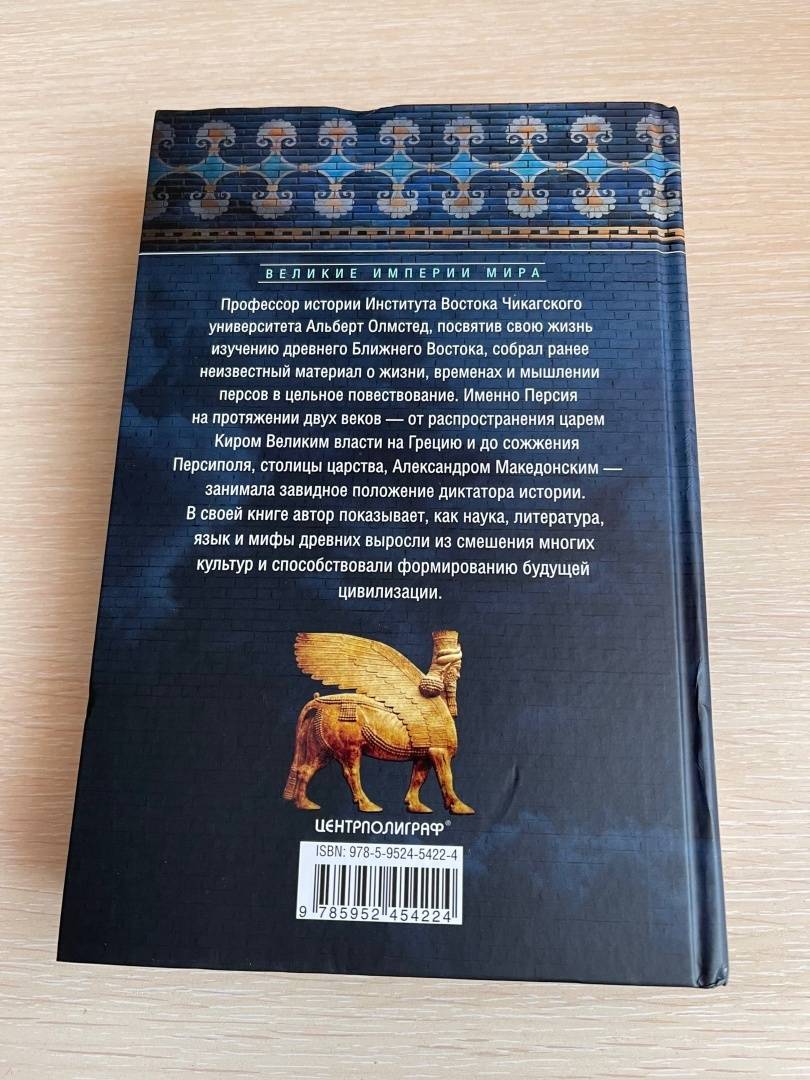 ВЕЛИКИЕ ИМПЕРИИ МИРА
Профессор истории Института Востока Чикагского
университета Альберт Олмстед, посвятив свою жизнь
изучению древнего Ближнего Востока, собрал ранее
неизвестный материал о жизни, временах и мышлении
персов в цельное повествование. Именно Персия
на протяжении двух веков — от распространения царем
Киром Великим власти на Грецию и до сожжения
Персиполя, столицы царства, Александром Македонским —
занимала завидное положение диктатора истории.
В своей книге автор показывает, как наука, литература,
язык и мифы древних выросли из смешения многих
культур и способствовали формированию будущей
цивилизации.
ЦЕНТРПОЛИГРАФ®
ISBN: 978-5-9524-5422-4
9 785952 454224